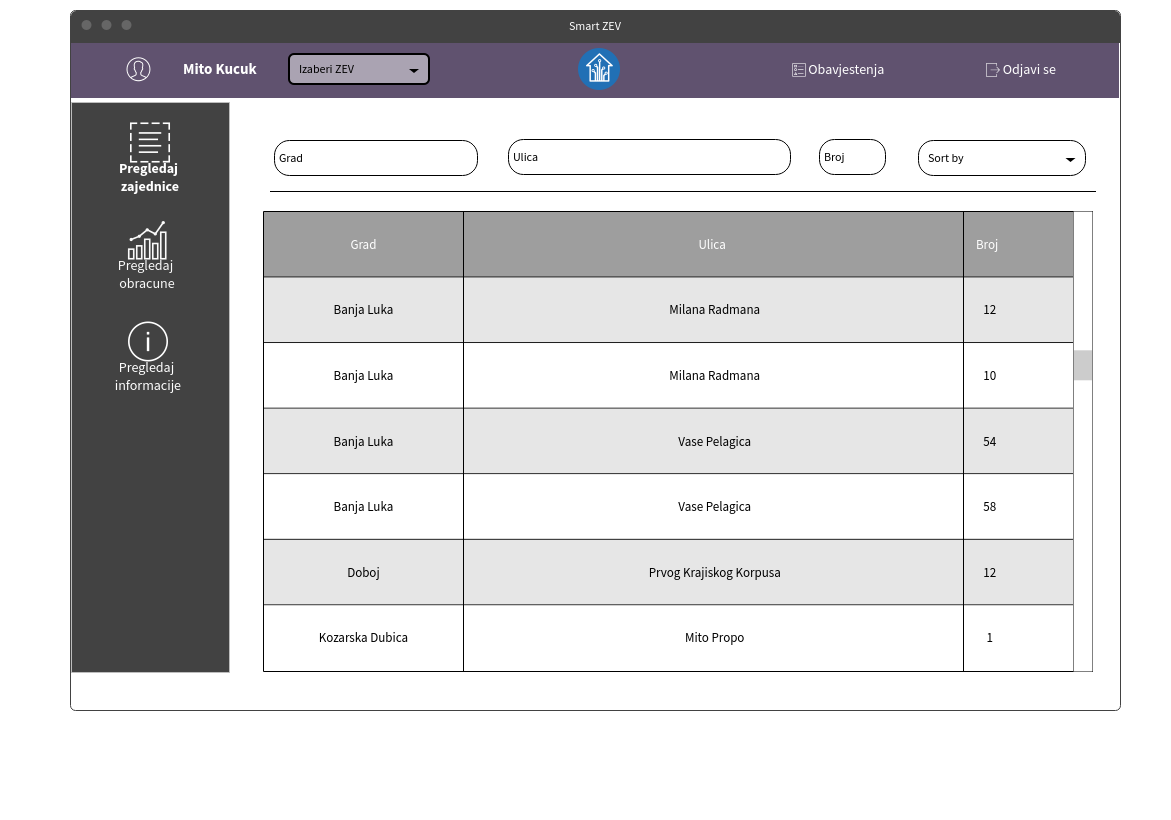 Smart ZEV
Mito Kucuk
Izaberi ZEV
Obavjestenja
Odjavi se
Pregledaj
zajednice
Pregledaj
obracune
Pregledaj
informacije
Grad
Ulica
Broj
Sort by
Grad Ulica Broj
Banja Luka Milana Radmana 12
Banja Luka Milana Radmana 10
Banja Luka Vase Pelagica 54
Banja Luka Vase Pelagica 58
Doboj Prvog Krajiskog Korpusa 12
Kozarska Dubica Mito Propo 1